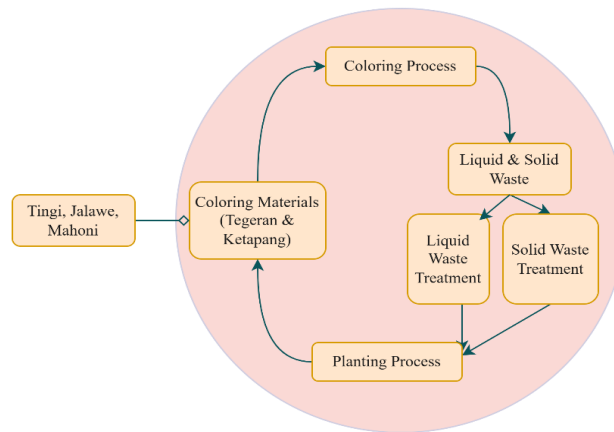 Coloring Process
Liquid & Solid
Waste
Tingi, Jalawe,
Mahoni
Coloring Materials
(Tegeran &
Ketapang)
Liquid
Waste
Treatment
Solid Waste
Treatment
Planting Process